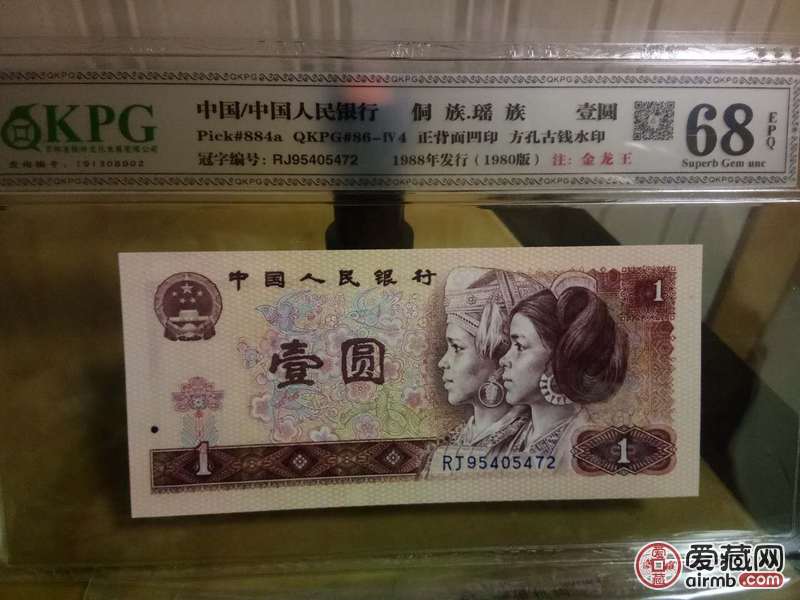 QKPG
中国/中国人民银行 侗 族.瑶 族 壹圆
68 EPQ
Pick#884a QKPG#86-Ⅳ4 正背面凹印 方孔古钱水印
Superb Gem unc
冠字编号: RJ95405472 1988年发行 (1980版) 注: 金龙王
中国人民银行
1
壹圆
1
RJ95405472
1
爱藏网
airmb.com